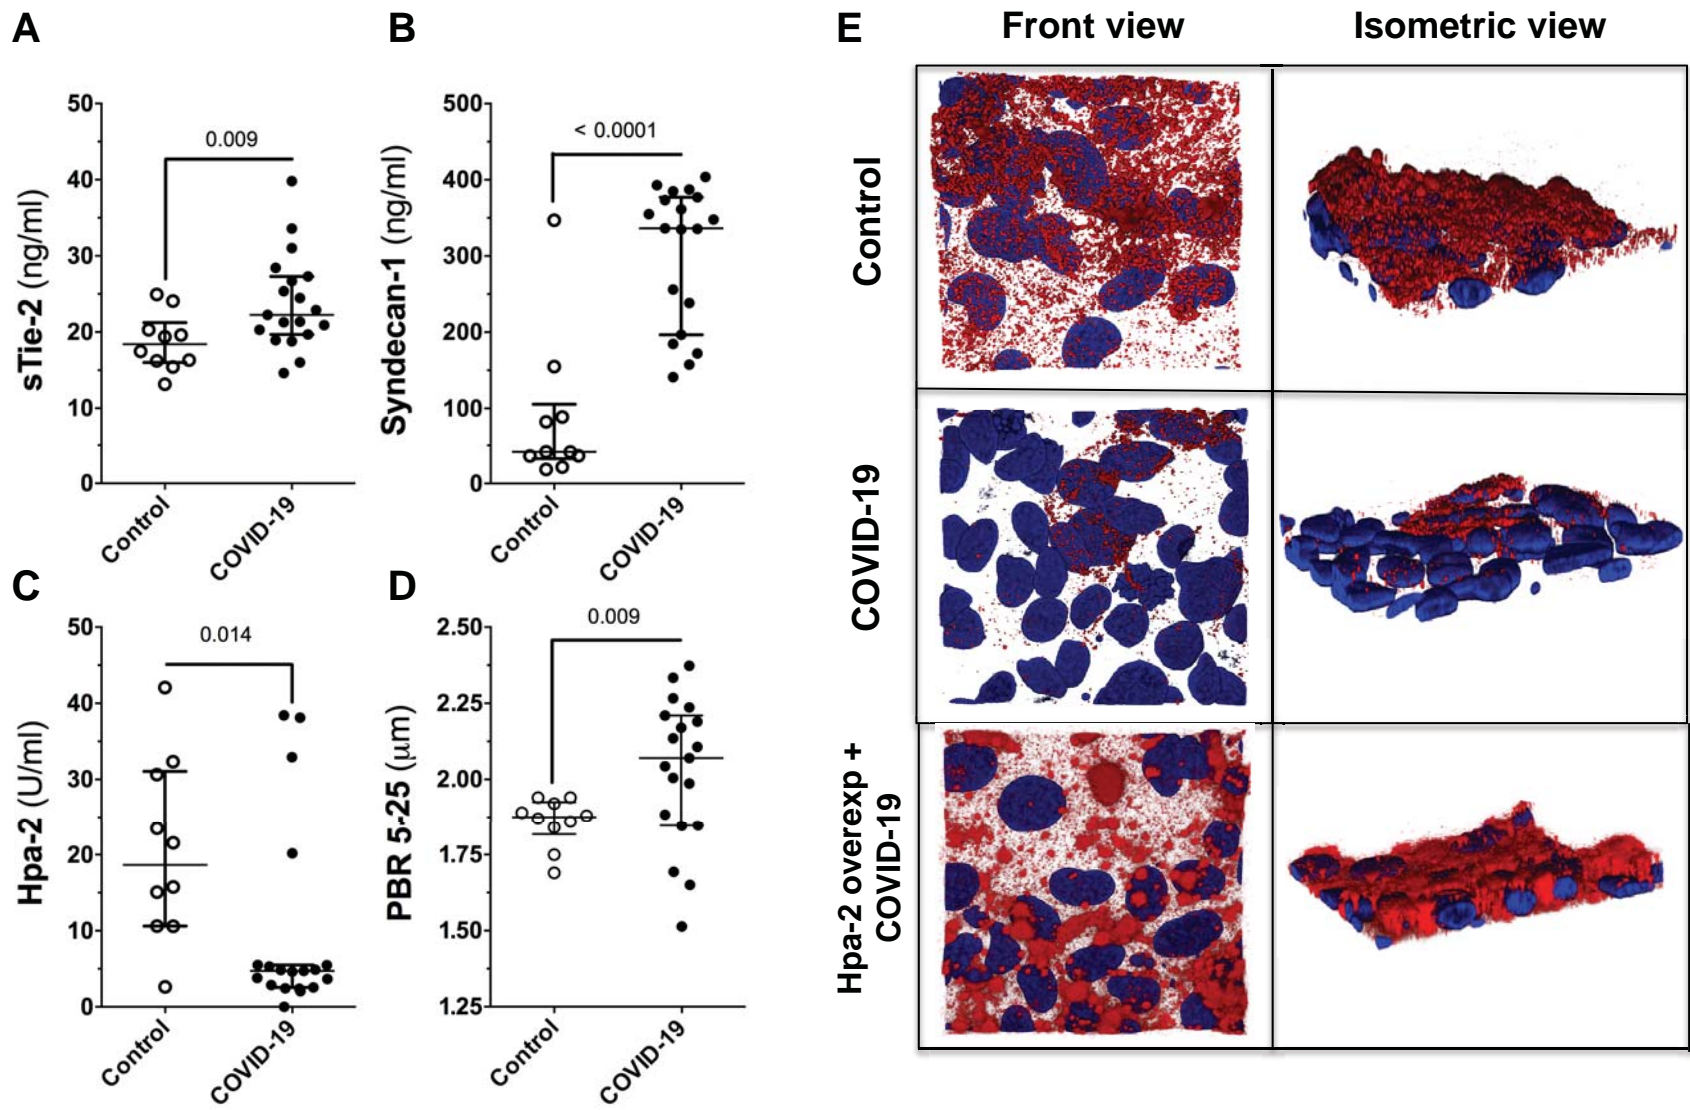 A
sTie-2 (ng/ml)
50
40
30
20
10
0
0.009
Control
COVID-19
B
Syndecan-1 (ng/ml)
500
400
300
200
100
0
< 0.0001
Control
COVID-19
C
Hpa-2 (U/ml)
50
40
30
20
10
0
0.014
Control
COVID-19
D
PBR 5-25 (μm)
2.50
2.25
2.00
1.75
1.50
1.25
0.009
Control
COVID-19
E
Front view
Isometric view
Control
COVID-19
Hpa-2 overexp +
COVID-19